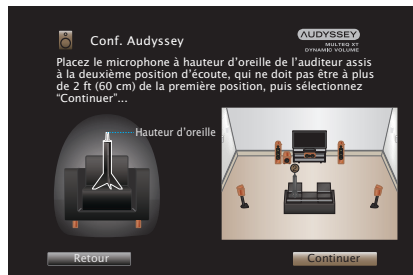 Conf. Audyssey
AUDYSSEY
MULTEQ XT
DYNAMIC VOLUME
Placez le microphone à hauteur d’oreille de l’auditeur assis
à la deuxième position d’écoute, qui ne doit pas être à plus
de 2 ft (60 cm) de la première position, puis sélectionnez
“Continuer”...
Hauteur d’oreille
Retour
Continuer